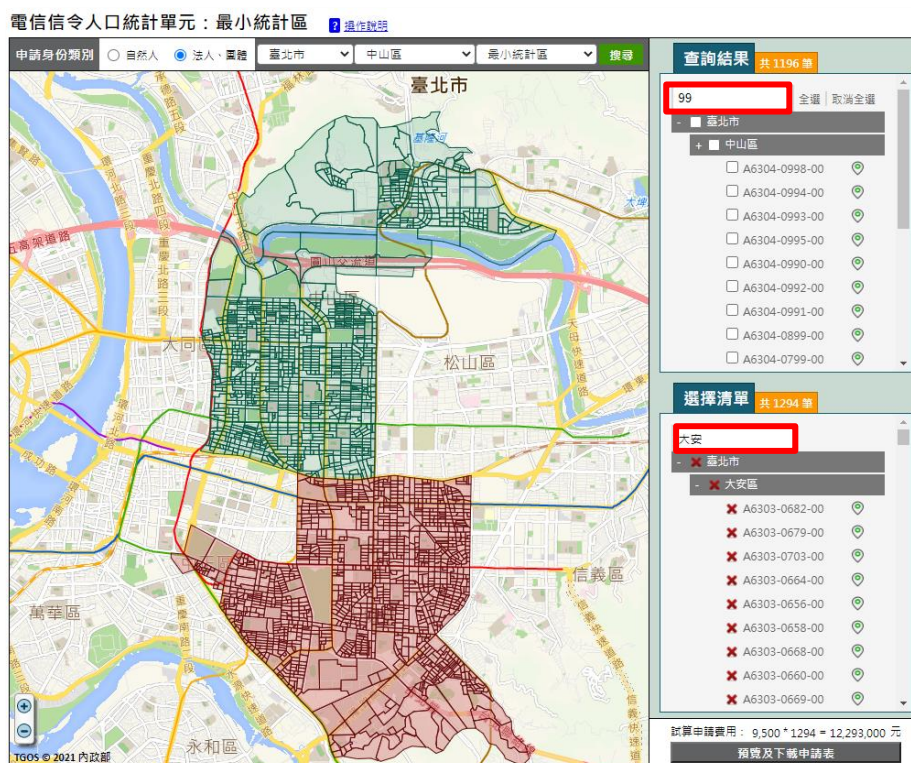 電信信令人口統計單元：最小統計區 ? 操作說明
申請身份類別 自然人 法人、團體 臺北市 中山區 最小統計區 搜尋
臺北市
基隆河
五高架道路
圓山交流道
中山區
大同
松山區
信義區
萬華區
永和區
TGOS © 2021 內政部
查詢結果 共 1196 筆
99 全選 | 取消全選
- 臺北市
+ 中山區
A6304-0998-00
A6304-0994-00
A6304-0993-00
A6304-0995-00
A6304-0990-00
A6304-0992-00
A6304-0991-00
A6304-0899-00
A6304-0799-00
選擇清單 共 1294 筆
大安
- 臺北市
- 大安區
A6303-0682-00
A6303-0679-00
A6303-0703-00
A6303-0664-00
A6303-0656-00
A6303-0658-00
A6303-0668-00
A6303-0660-00
A6303-0669-00
試算申請費用： 9,500 * 1294 = 12,293,000 元
預覽及下載申請表